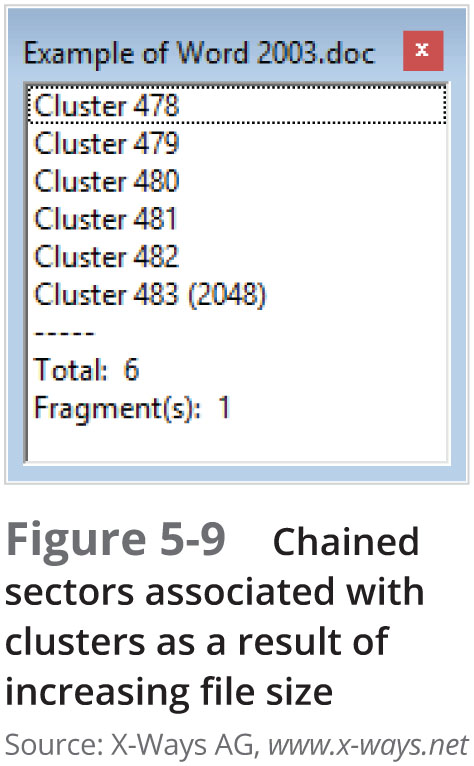 Example of Word 2003.doc x
Cluster 478
Cluster 479
Cluster 480
Cluster 481
Cluster 482
Cluster 483 (2048)
-----
Total: 6
Fragment(s): 1
Figure 5-9 Chained
sectors associated with
clusters as a result of
increasing file size
Source: X-Ways AG, www.x-ways.net